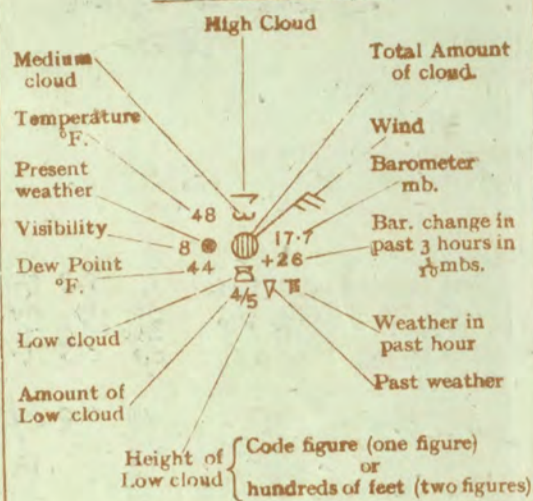 High Cloud
Medium
cloud
Total Amount
of cloud.
Temperature
°F.
Wind
Present
weather
Barometer
mb.
48
Visibility
8
17.7
Bar. change in
past 3 hours in
1/10 mbs.
+26
Dew Point
°F.
44
4/5
Low cloud
Weather in
past hour
Amount of
Low cloud
Past weather
Height of
Low cloud
Code figure (one figure)
or
hundreds of feet (two figures)